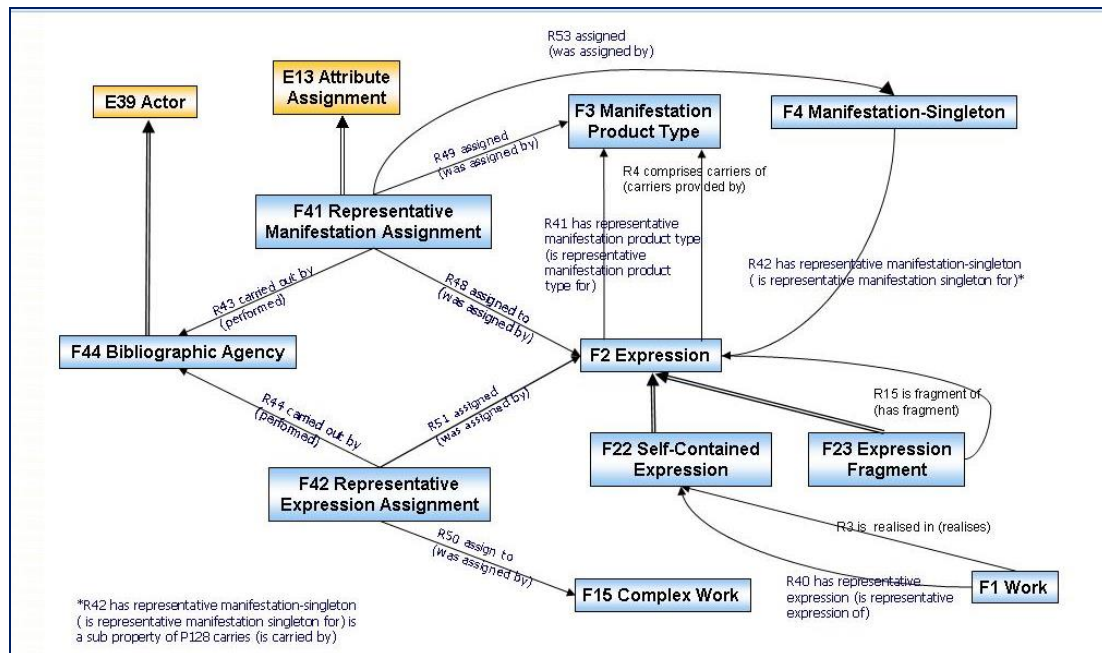 R53 assigned
(was assigned by)
E39 Actor
E13 Attribute
Assignment
F3 Manifestation
Product Type
F4 Manifestation-Singleton
R49 assigned
(was assigned by)
R4 comprises carriers of
(carriers provided by)
F41 Representative
Manifestation Assignment
R41 has representative
manifestation product type
(is representative
manifestation product
type for)
R42 has representative manifestation-singleton
( is representative manifestation singleton for)*
R43 carried out by
(performed)
R48 assigned to
(was assigned by)
F44 Bibliographic Agency
F2 Expression
R15 is fragment of
(has fragment)
R44 carried out by
(performed)
R51 assigned
(was assigned by)
F22 Self-Contained
Expression
F23 Expression
Fragment
F42 Representative
Expression Assignment
R3 is realised in (realises)
R50 assign to
(was assigned by)
R40 has representative
expression (is representative
expression of)
F1 Work
F15 Complex Work
*R42 has representative manifestation-singleton
( is representative manifestation singleton for) is
a sub property of P128 carries (is carried by)